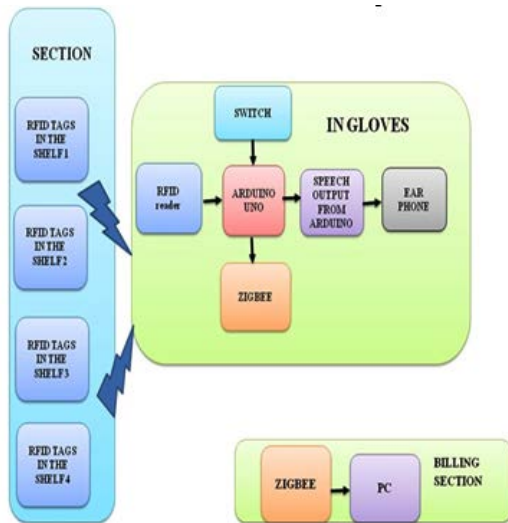 SECTION
RFID TAGS
IN THE
SHELF1
RFID TAGS
IN THE
SHELF2
RFID TAGS
IN THE
SHELF3
RFID TAGS
IN THE
SHELF4
IN GLOVES
SWITCH
RFID
reader
ARDUINO
UNO
SPEECH
OUTPUT
FROM
ARDUINO
EAR
PHONE
ZIGBEE
ZIGBEE
PC
BILLING
SECTION